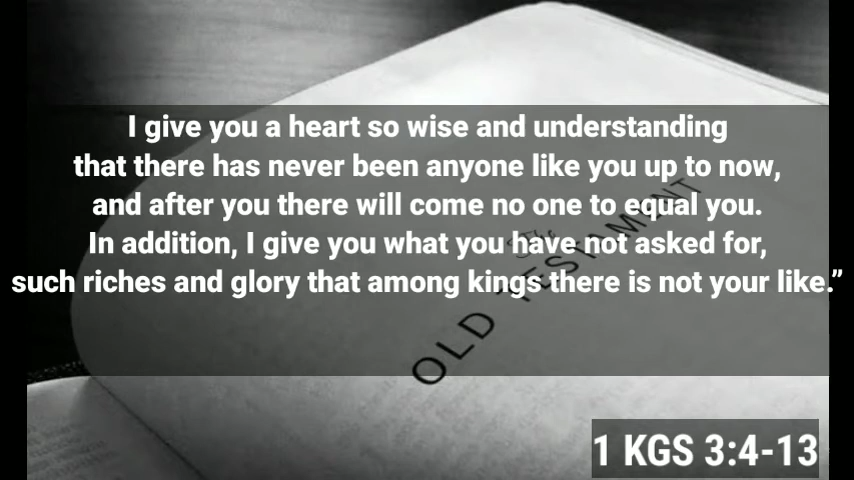 I give you a heart so wise and understanding
that there has never been anyone like you up to now,
and after you there will come no one to equal you.
In addition, I give you what you have not asked for,
such riches and glory that among kings there is not your like.”
OLD TESTAMENT
1 KGS 3:4-13